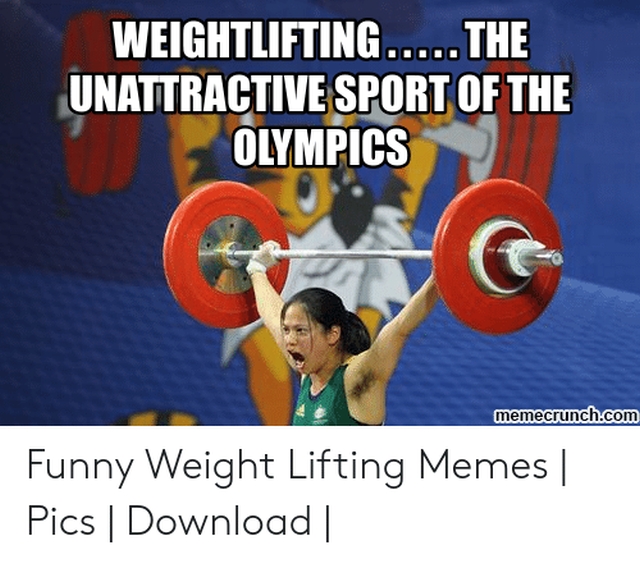 WEIGHTLIFTING.....THE
UNATTRACTIVE SPORT OF THE
OLYMPICS
memecrunch.com
Funny Weight Lifting Memes |
Pics | Download |